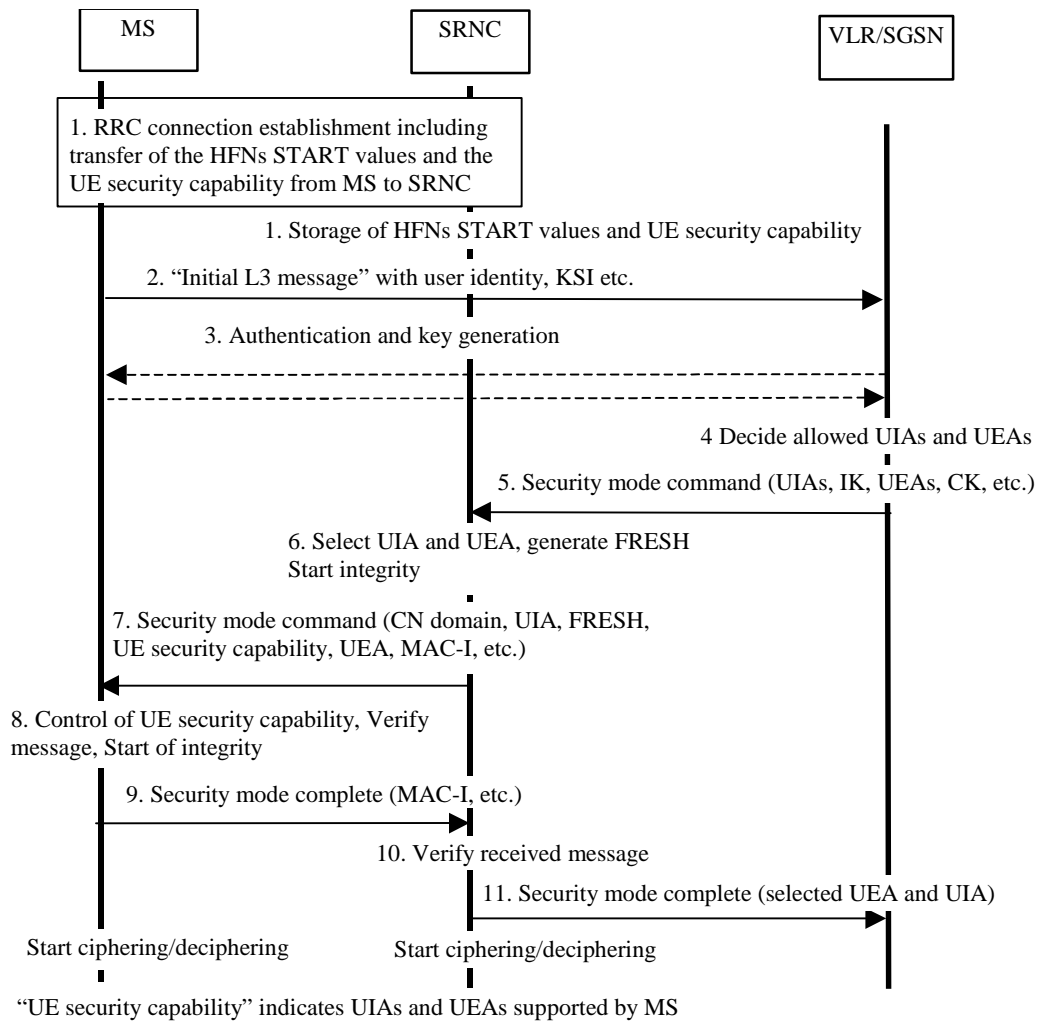 MS
SRNC
VLR/SGSN
1. RRC connection establishment including
transfer of the HFNs START values and the
UE security capability from MS to SRNC
1. Storage of HFNs START values and UE security capability
2. “Initial L3 message” with user identity, KSI etc.
3. Authentication and key generation
4 Decide allowed UIAs and UEAs
5. Security mode command (UIAs, IK, UEAs, CK, etc.)
6. Select UIA and UEA, generate FRESH
Start integrity
7. Security mode command (CN domain, UIA, FRESH,
UE security capability, UEA, MAC-I, etc.)
8. Control of UE security capability, Verify
message, Start of integrity
9. Security mode complete (MAC-I, etc.)
10. Verify received message
11. Security mode complete (selected UEA and UIA)
Start ciphering/deciphering
Start ciphering/deciphering
“UE security capability” indicates UIAs and UEAs supported by MS